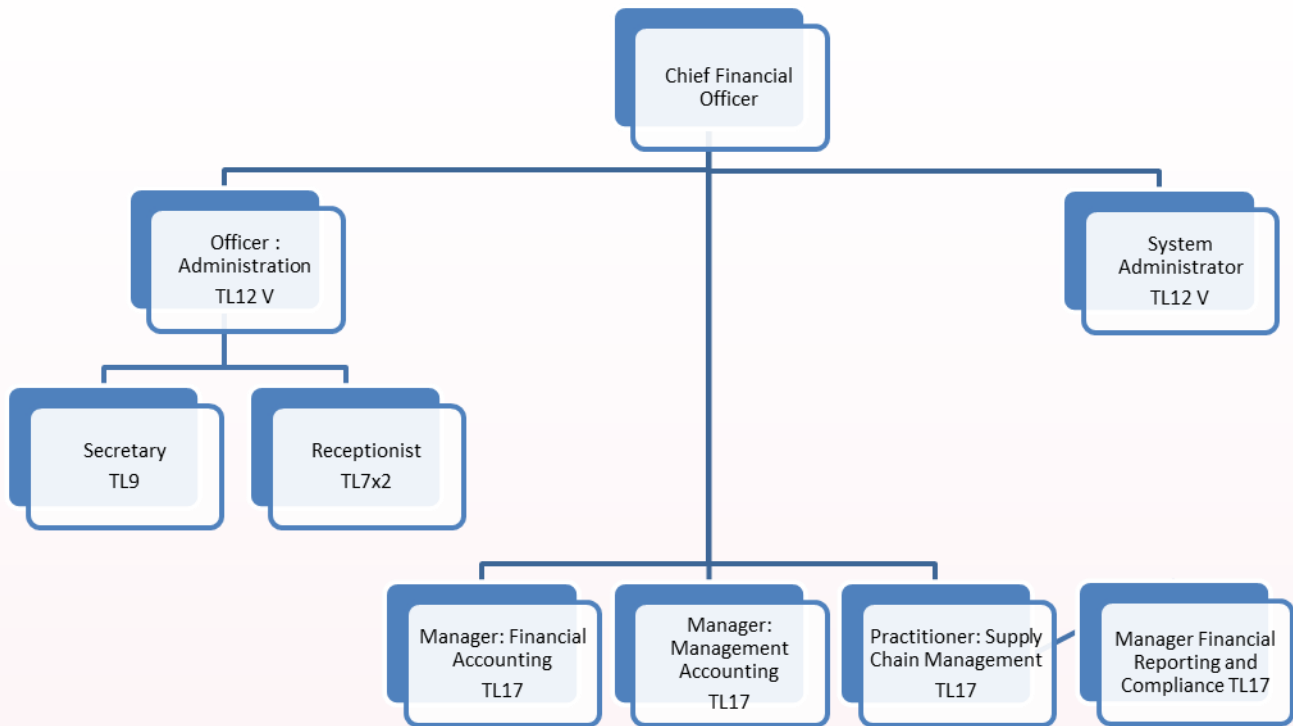 Chief Financial
Officer
Officer :
Administration
TL12 V
System
Administrator
TL12 V
Secretary
TL9
Receptionist
TL7x2
Manager: Financial
Accounting
TL17
Manager:
Management
Accounting
TL17
Practitioner: Supply
Chain Management
TL17
Manager Financial
Reporting and
Compliance TL17